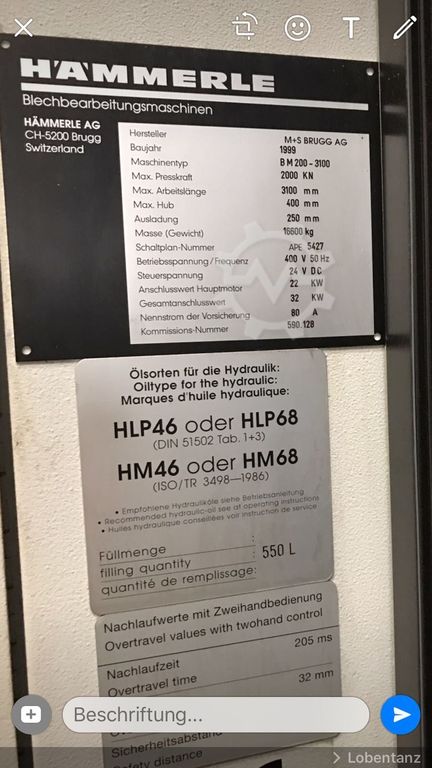 T
HÄMMERLE
Blechbearbeitungsmaschinen
HÄMMERLE AG
CH-5200 Brugg
Switzerland
Hersteller M+S BRUGG AG
Baujahr 1999
Maschinentyp BM 200-3100
Max. Presskraft 2000 KN
Max. Arbeitslänge 3100 mm
Max. Hub 400 mm
Ausladung 250 mm
Masse (Gewicht) 16600 kg
Schaltplan-Nummer APE 5427
Betriebsspannung/Frequenz 400 V 50 Hz
Steuerspannung 24 V DC
Anschlusswert Hauptmotor 22 KW
Gesamtanschlusswert 32 KW
Nennstrom der Vorsicherung 80 A
Kommissions-Nummer 590.128
Ölsorten für die Hydraulik:
Oiltype for the hydraulic:
Marques d'huile hydraulique:
HLP46 oder HLP68
(DIN 51502 Tab. 1+3)
HM46 oder HM68
(ISO/TR 3498—1986)
• Empfohlene Hydrauliköle siehe Betriebsanleitung
• Recommended hydraulic-oil see at operating instructions
• Huiles hydraulique conseillées voir instruction de service
Füllmenge :
filling quantity : 550 L
quantité de remplissage:
Nachlaufwerte mit Zweihandbedienung
Overtravel values with twohand control
Nachlaufzeit 205 ms
Overtravel time
32 mm
Sicherheitsabstand
Safety distance
Beschriftung...
> Lobentanz